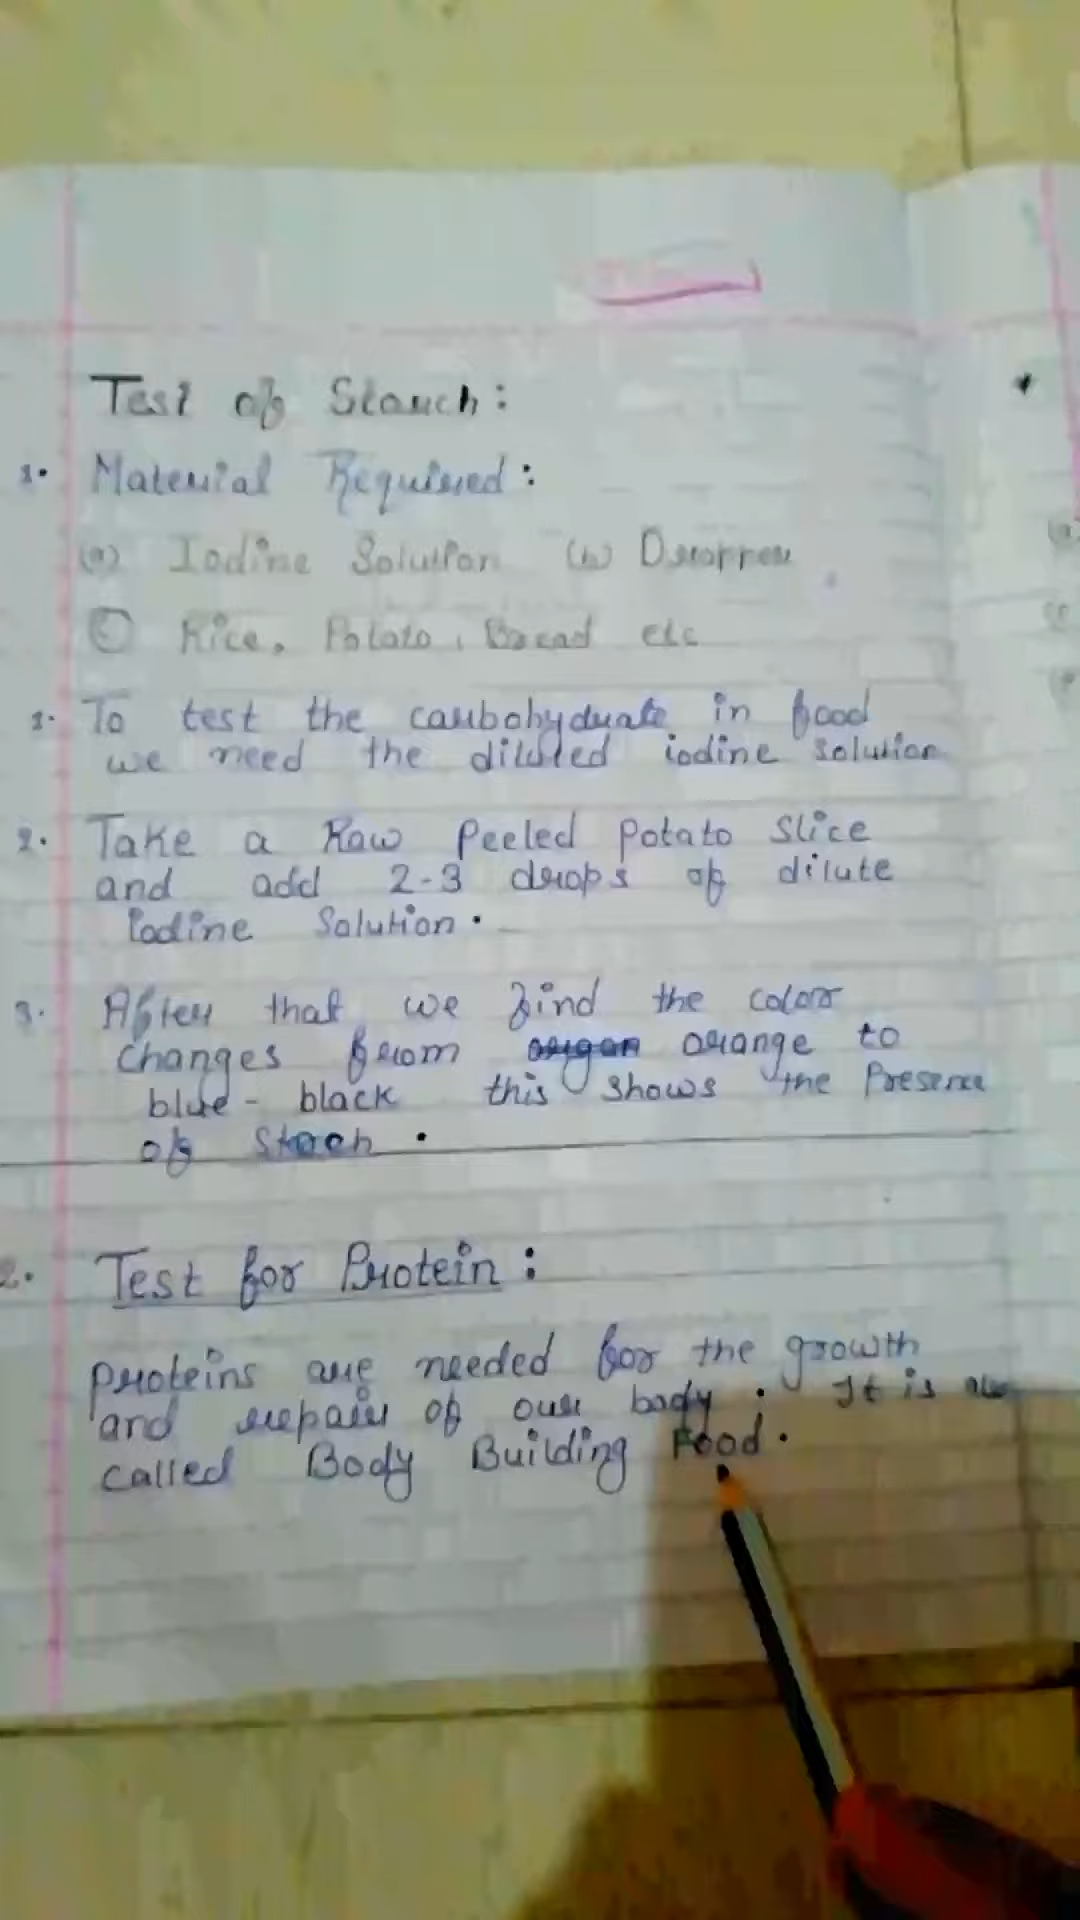 Test of Starch:
1. Material Required:
(a) Iodine Solution (b) Dropper
(c) Rice, Potato, Bread etc
1. To test the carbohydrate in food
we need the diluted iodine solution
2. Take a Raw Peeled Potato Slice
and add 2-3 drops of dilute
iodine Solution.
3. After that we find the color
changes from orange to
blue - black this shows the Presence
of Starch.
2. Test for Protein:
Proteins are needed for the growth
and repair of our body. It is also
called Body Building Food.